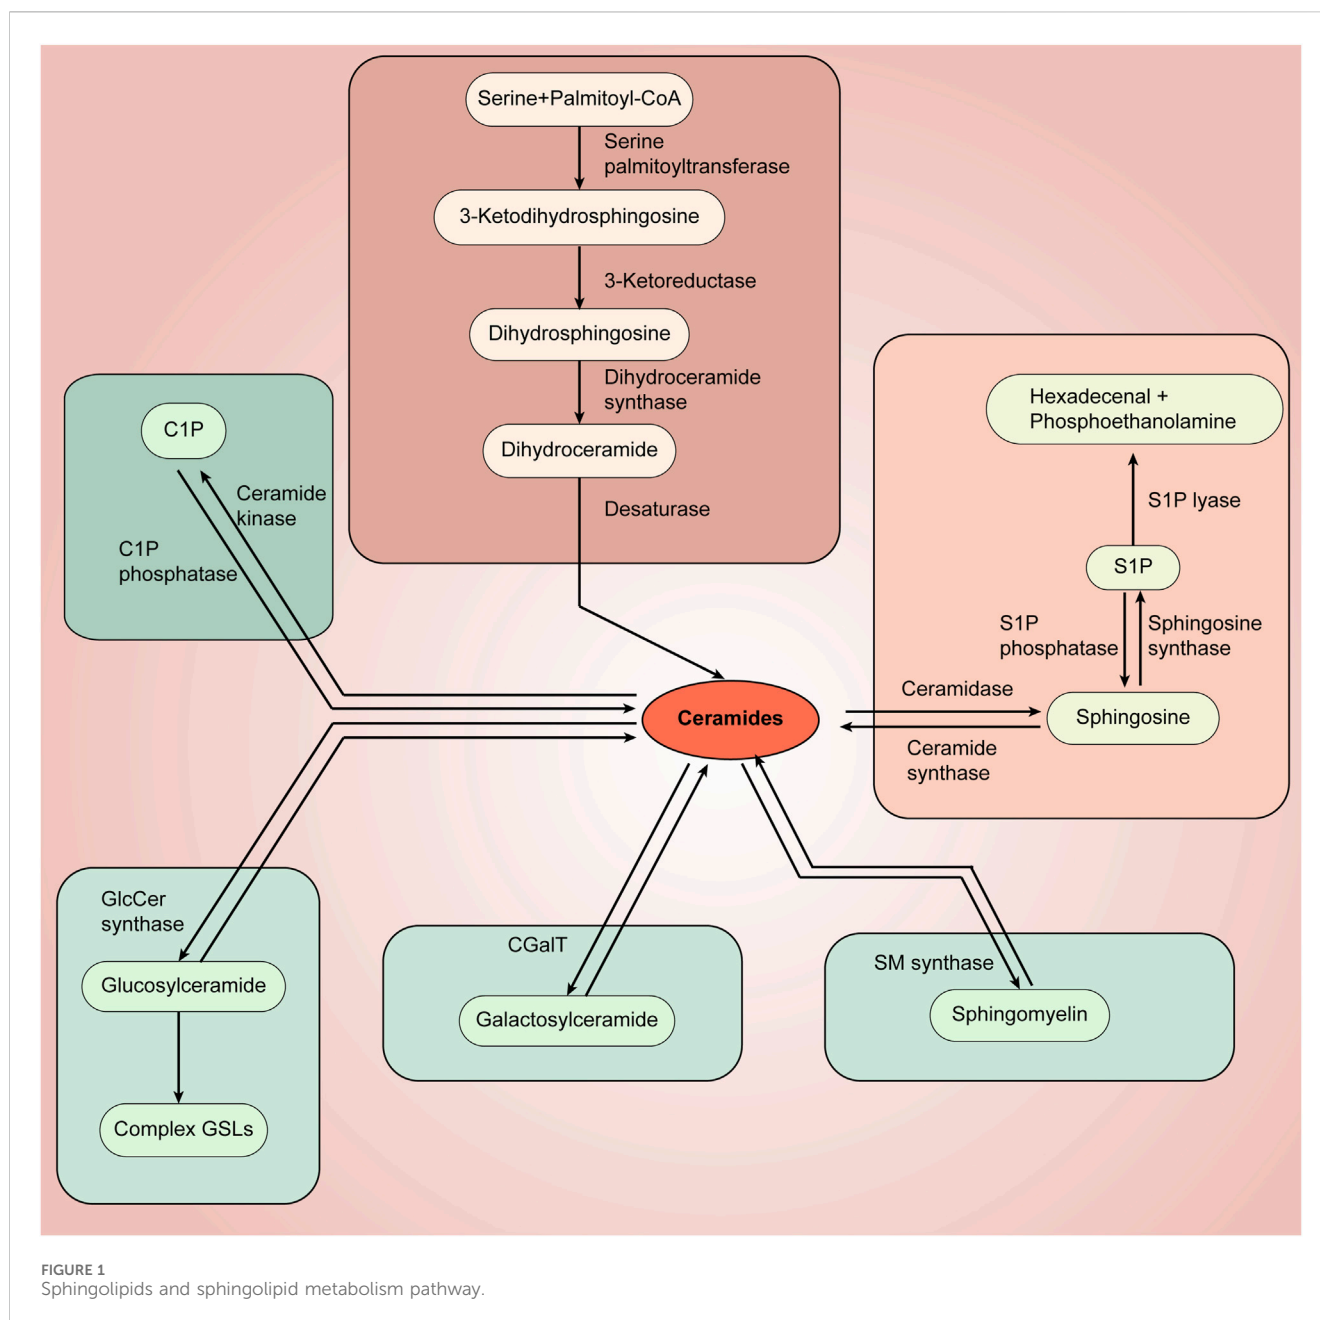 Serine+Palmitoyl-CoA
Serine
palmitoyltransferase
3-Ketodihydrosphingosine
3-Ketoreductase
Dihydrosphingosine
Dihydroceramide
synthase
Dihydroceramide
Desaturase
C1P
Ceramide
kinase
C1P
phosphatase
Hexadecenal +
Phosphoethanolamine
S1P lyase
S1P
S1P
phosphatase
Sphingosine
synthase
Ceramidase
Sphingosine
Ceramide
synthase
Ceramides
GlcCer
synthase
Glucosylceramide
Complex GSLs
CGalT
Galactosylceramide
SM synthase
Sphingomyelin
FIGURE 1
Sphingolipids and sphingolipid metabolism pathway.